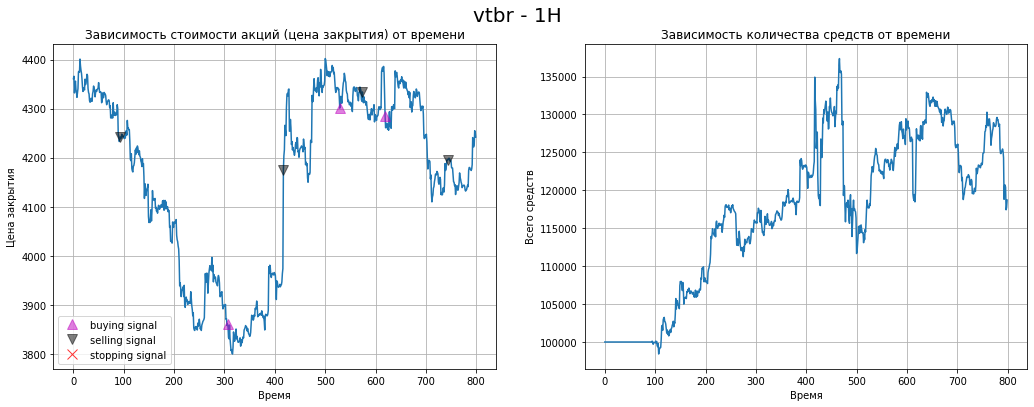 vtbr - 1H
Зависимость стоимости акций (цена закрытия) от времени
Цена закрытия
4400
4300
4200
4100
4000
3900
3800
buying signal
selling signal
stopping signal
0 100 200 300 400 500 600 700 800
Время
Зависимость количества средств от времени
Всего средств
135000
130000
125000
120000
115000
110000
105000
100000
0 100 200 300 400 500 600 700 800
Время